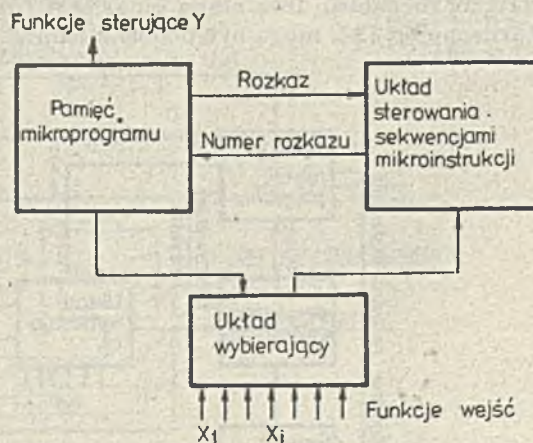 Funkcje sterujące Y
Pamięć
mikroprogramu
Rozkaz
Numer rozkazu
Układ
sterowania
sekwencjami
mikroinstrukcji
Układ
wybierający
X1 Xi
Funkcje wejść